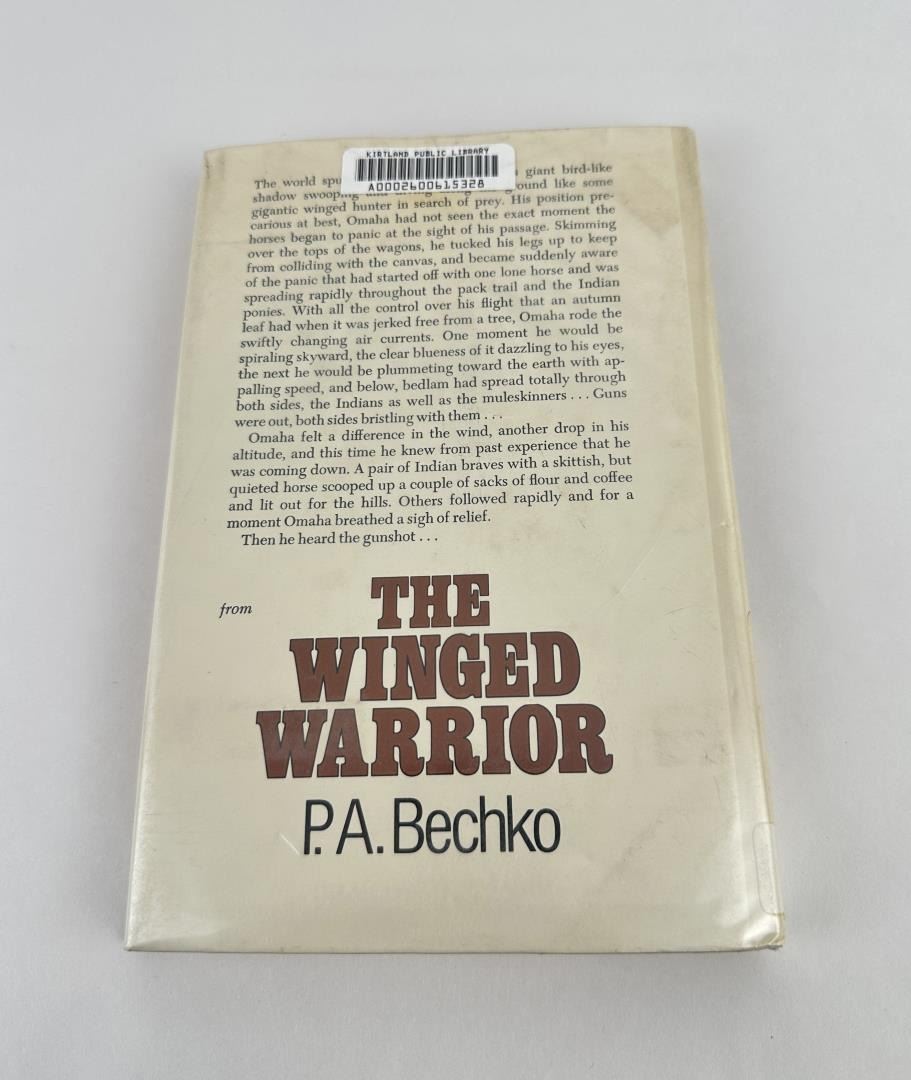 KIRTLAND PUBLIC LIBRARY
A0002600615328
The world giant bird-like
shadow ound like some
gigantic winged hunter in search of prey. His position pre-
carious at best, Omaha had not seen the exact moment the
horses began to panic at the sight of his passage. Skimming
over the tops of the wagons, he tucked his legs up to keep
from colliding with the canvas, and became suddenly aware
of the panic that had started off with one lone horse and was
spreading rapidly throughout the pack trail and the Indian
ponies. With all the control over his flight that an autumn
leaf had when it was jerked free from a tree, Omaha rode the
swiftly changing air currents. One moment he would be
spiraling skyward, the clear blueness of it dazzling to his eyes,
the next he would be plummeting toward the earth with ap-
palling speed, and below, bedlam had spread totally through
both sides, the Indians as well as the muleskinners . . . Guns
were out, both sides bristling with them . . .
Omaha felt a difference in the wind, another drop in his
altitude, and this time he knew from past experience that he
was coming down. A pair of Indian braves with a skittish, but
quieted horse scooped up a couple of sacks of flour and coffee
and lit out for the hills. Others followed rapidly and for a
moment Omaha breathed a sigh of relief.
Then he heard the gunshot . . .
from
THE
WINGED
WARRIOR
P.A. Bechko